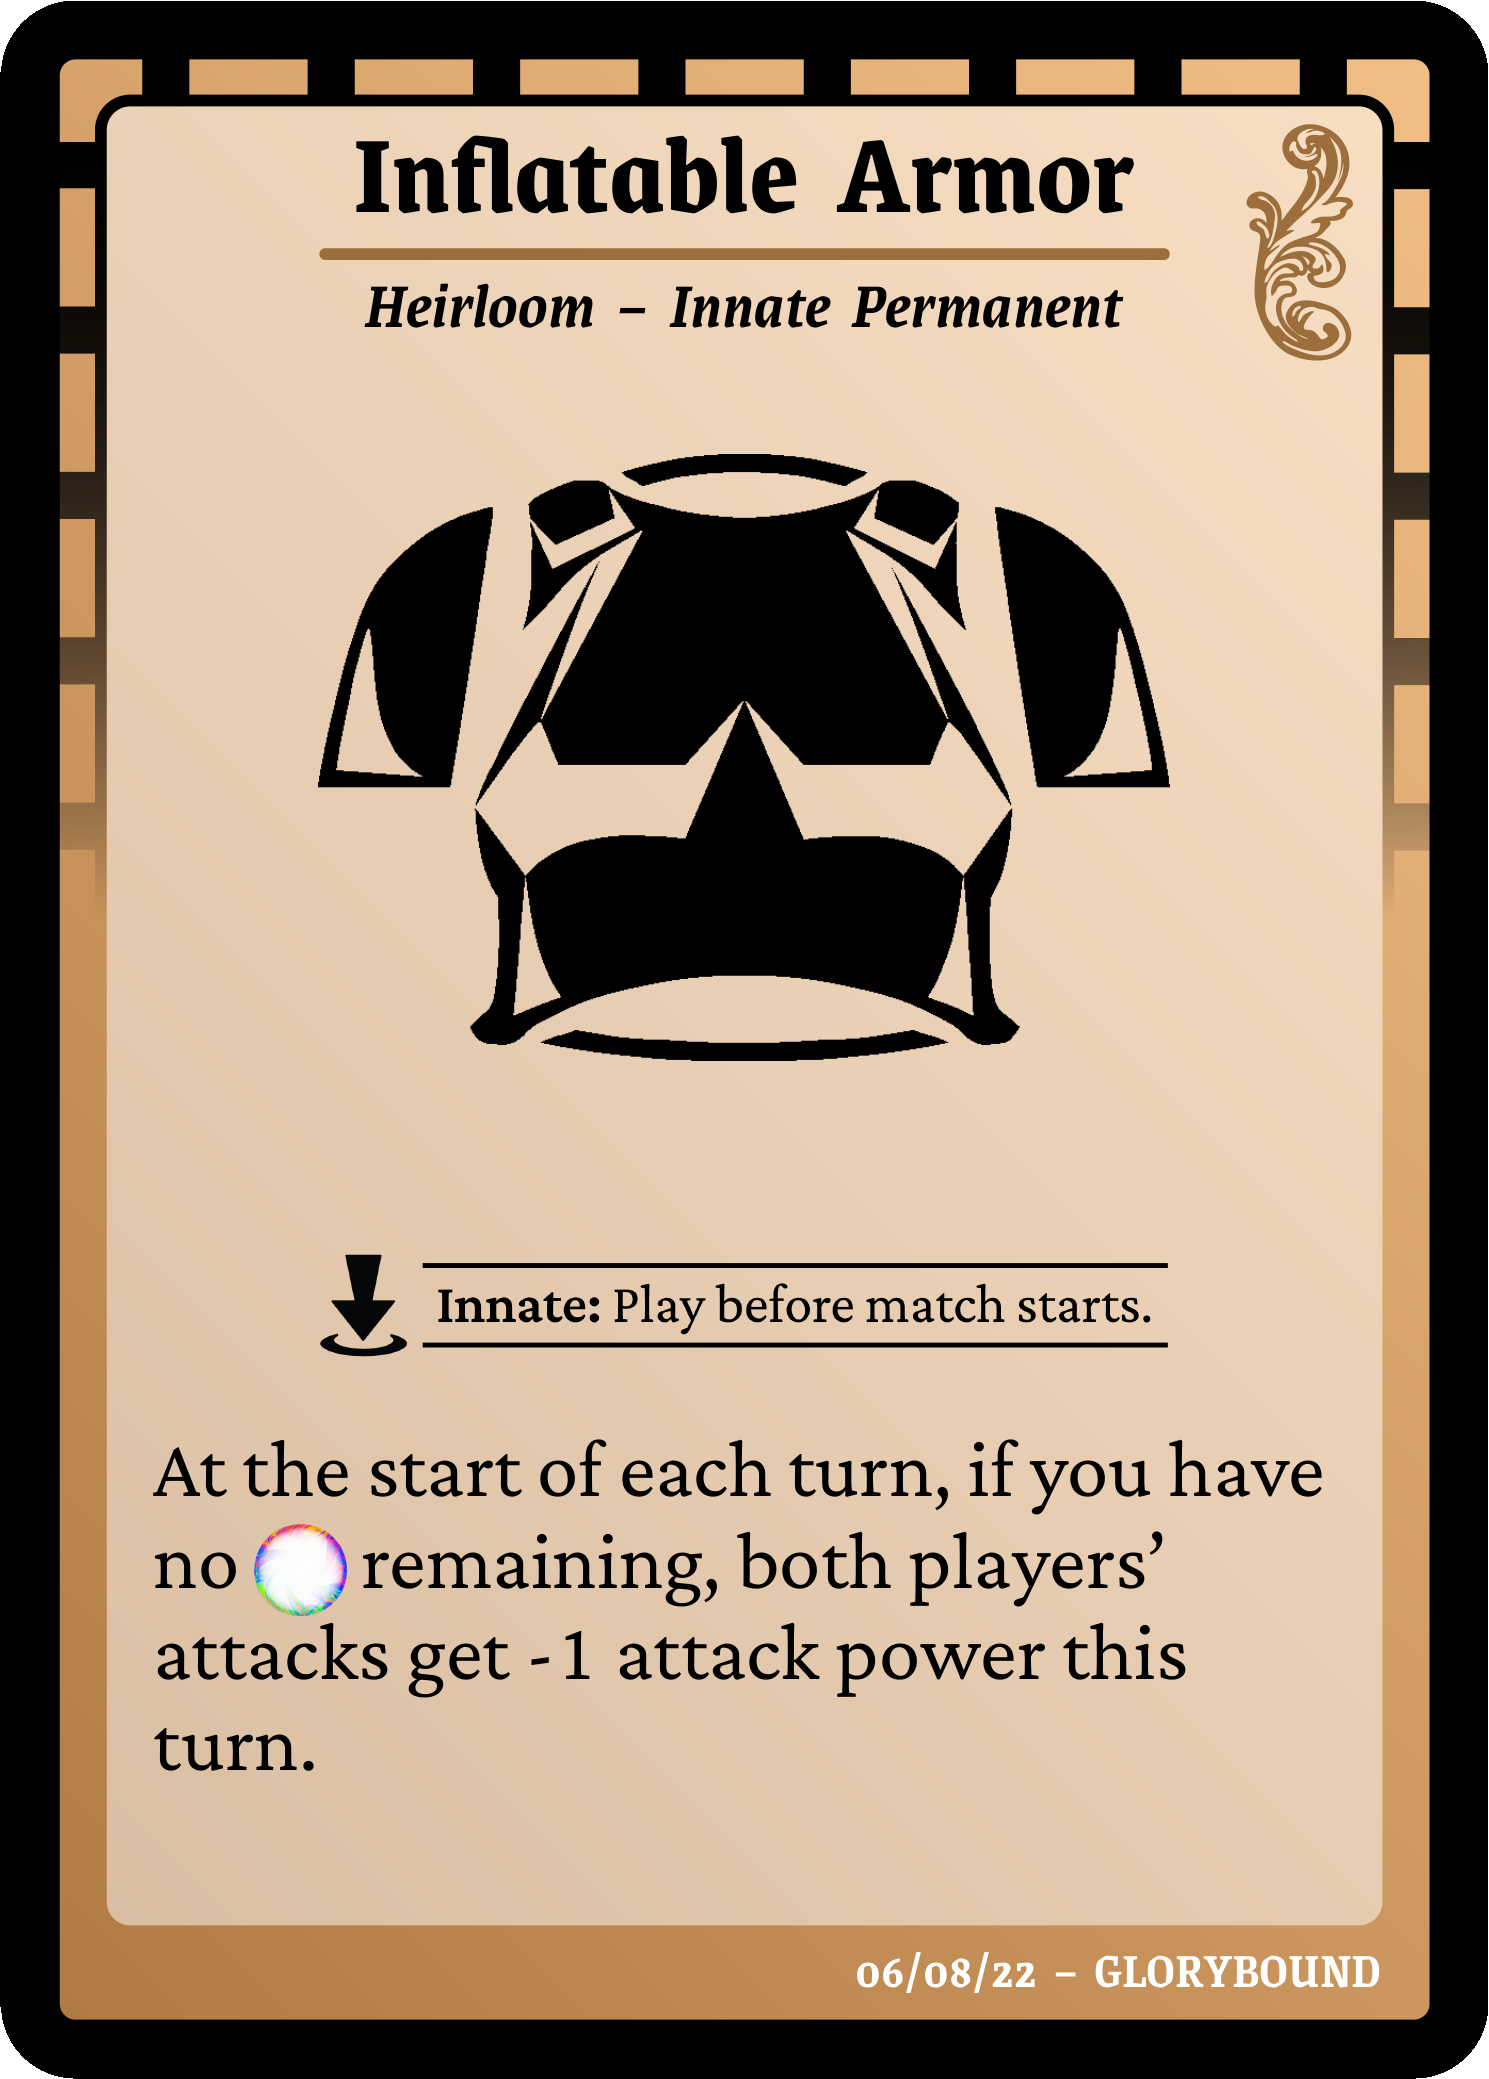 Inflatable Armor
Heirloom – Innate Permanent
Innate: Play before match starts.
At the start of each turn, if you have
no remaining, both players’
attacks get -1 attack power this
turn.
06/08/22 – GLORYBOUND